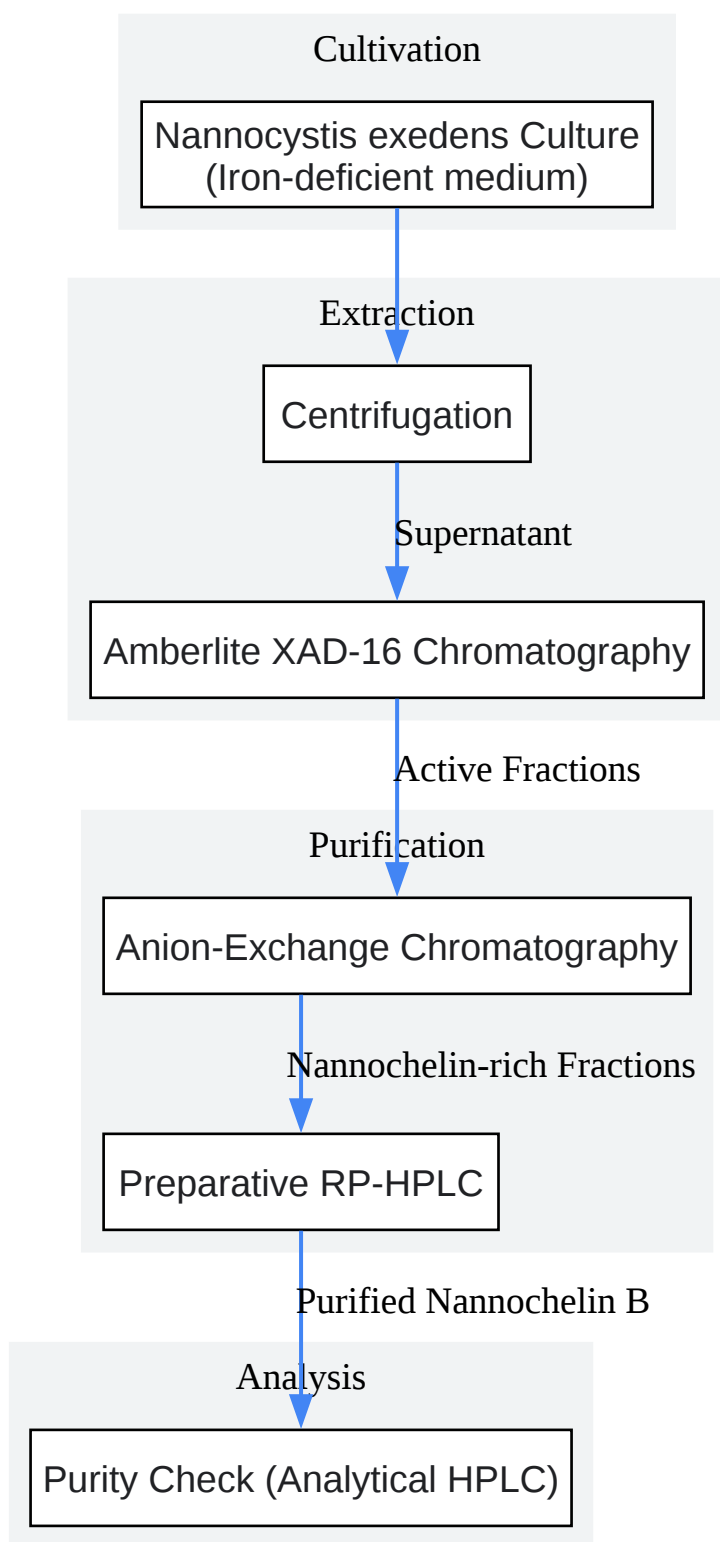 Cultivation
Nannocystis exedens Culture
(Iron-deficient medium)
Extraction
Centrifugation
Supernatant
Amberlite XAD-16 Chromatography
Active Fractions
Purification
Anion-Exchange Chromatography
Nannochelin-rich Fractions
Preparative RP-HPLC
Purified Nannochelin B
Analysis
Purity Check (Analytical HPLC)